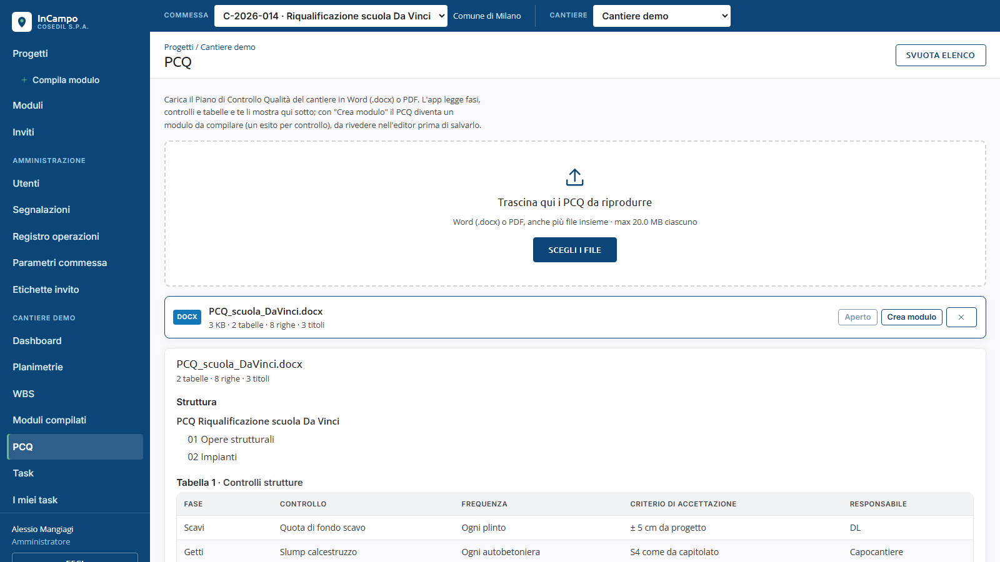 InCampo
COSEDIL S.P.A.
COMMESSA
C-2026-014 · Riqualificazione scuola Da Vinci
Comune di Milano
CANTIERE
Cantiere demo
Progetti
+ Compila modulo
Moduli
Inviti
AMMINISTRAZIONE
Utenti
Segnalazioni
Registro operazioni
Parametri commessa
Etichette invito
CANTIERE DEMO
Dashboard
Planimetrie
WBS
Moduli compilati
PCQ
Task
I miei task
Alessio Mangiagi
Amministratore
Progetti / Cantiere demo
PCQ
SVUOTA ELENCO
Carica il Piano di Controllo Qualità del cantiere in Word (.docx) o PDF. L'app legge fasi,
controlli e tabelle e te li mostra qui sotto; con "Crea modulo" il PCQ diventa un
modulo da compilare (un esito per controllo), da rivedere nell'editor prima di salvarlo.
Trascina qui i PCQ da riprodurre
Word (.docx) o PDF, anche più file insieme · max 20.0 MB ciascuno
SCEGLI I FILE
DOCX
PCQ_scuola_DaVinci.docx
3 KB · 2 tabelle · 8 righe · 3 titoli
Aperto
Crea modulo
×
PCQ_scuola_DaVinci.docx
2 tabelle · 8 righe · 3 titoli
Struttura
PCQ Riqualificazione scuola Da Vinci
01 Opere strutturali
02 Impianti
Tabella 1 · Controlli strutture
FASE CONTROLLO FREQUENZA CRITERIO DI ACCETTAZIONE RESPONSABILE
Scavi Quota di fondo scavo Ogni plinto ± 5 cm da progetto DL
Getti Slump calcestruzzo Ogni autobetoniera S4 come da capitolato Capocantiere